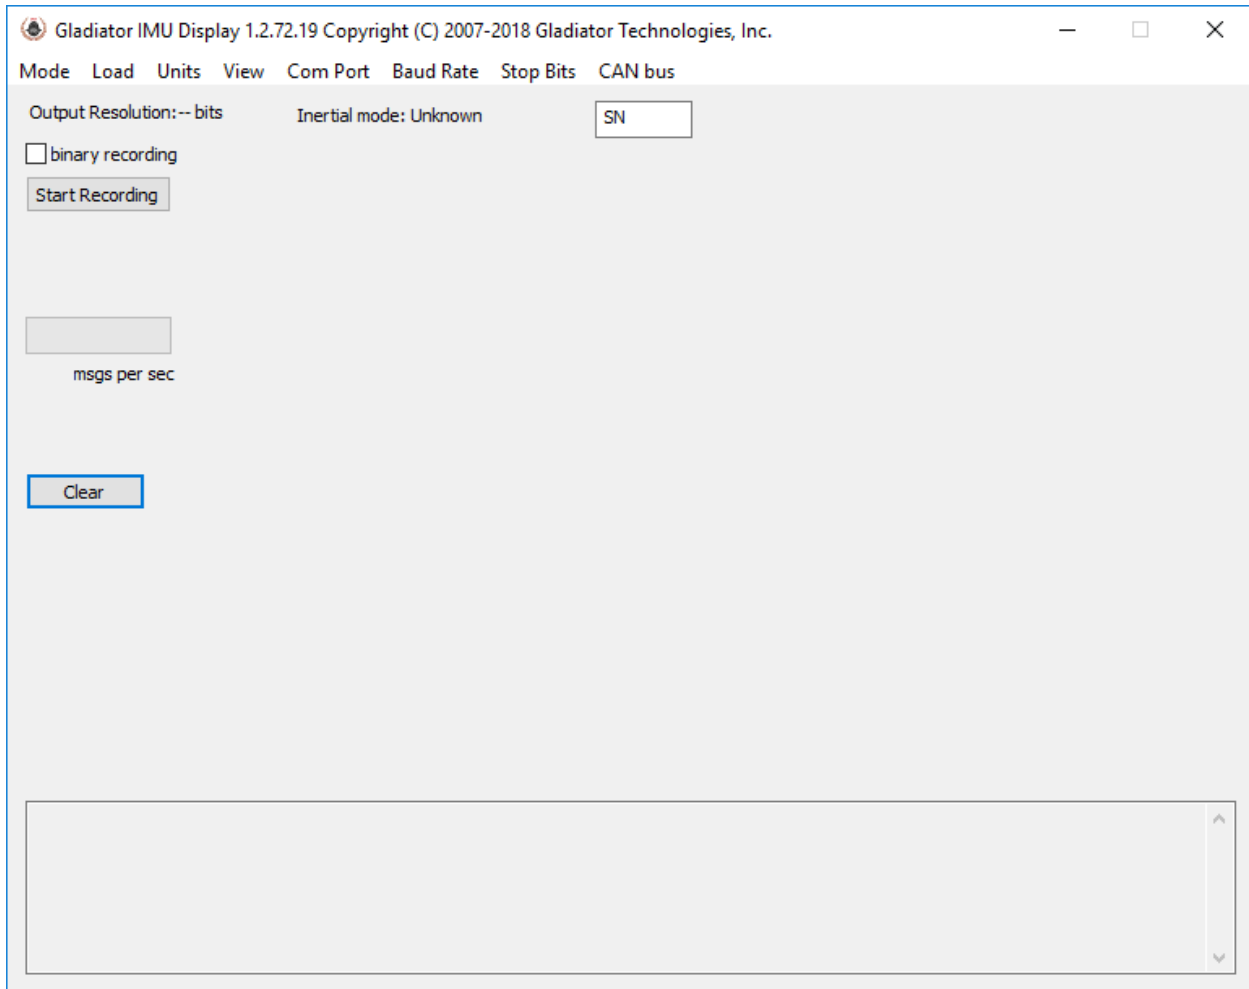 Gladiator IMU Display 1.2.72.19 Copyright (C) 2007-2018 Gladiator Technologies, Inc.
Mode Load Units View Com Port Baud Rate Stop Bits CAN bus
Output Resolution: -- bits Inertial mode: Unknown SN
binary recording
Start Recording
msgs per sec
Clear